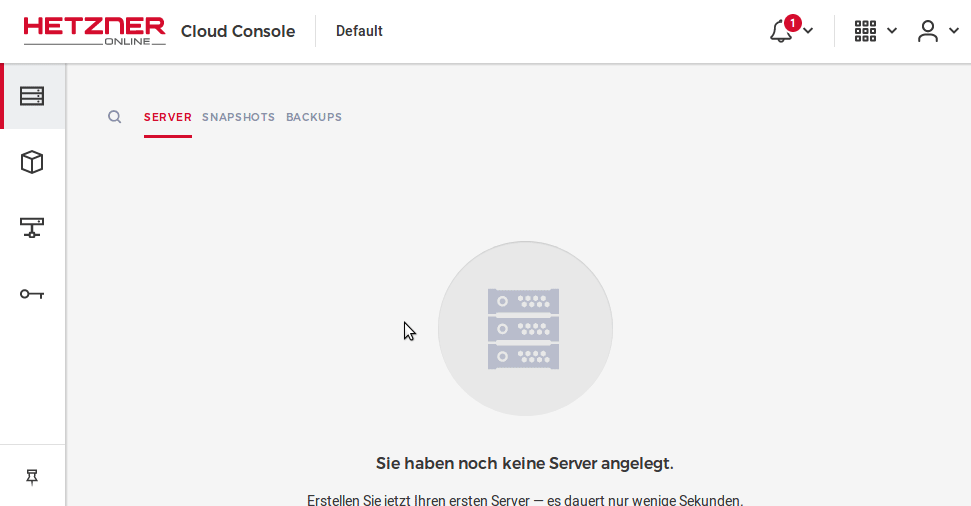 HETZNER
ONLINE
Cloud Console
Default
1
SERVER SNAPSHOTS BACKUPS
Sie haben noch keine Server angelegt.
Erstellen Sie jetzt Ihren ersten Server — es dauert nur wenige Sekunden.